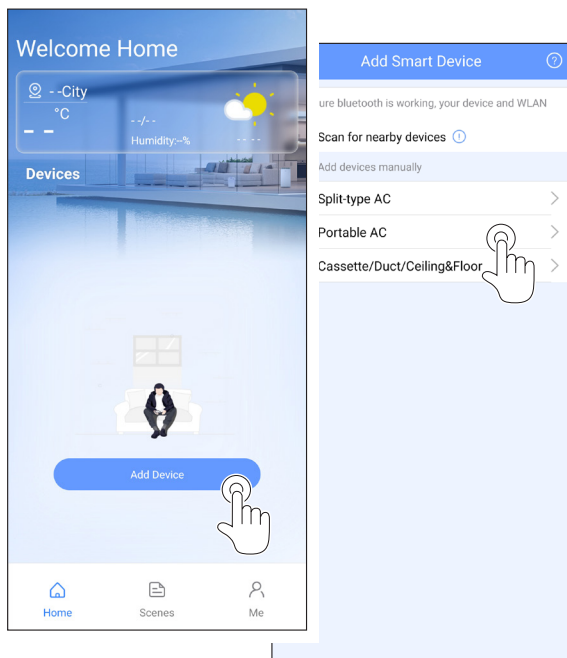 Welcome Home
- -City
°C
- -
--/--
Humidity:--%
-- --
Devices
Add Device
Home
Scenes
Me
Add Smart Device
?
ure bluetooth is working, your device and WLAN
Scan for nearby devices
Add devices manually
Split-type AC
Portable AC
Cassette/Duct/Ceiling&Floor